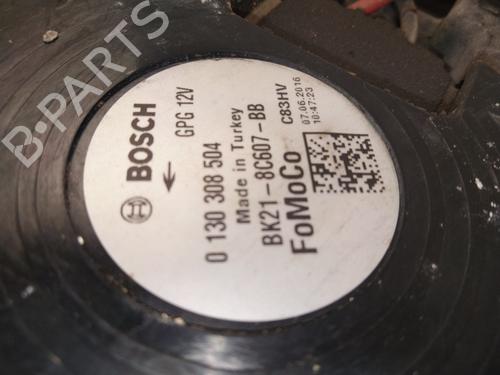 B-PARTS
BOSCH
GPG 12V
0 130 308 504
Made in Turkey
BK21-8C607-BB
FoMoCo
C83HV
07.06.2016
10:47:23